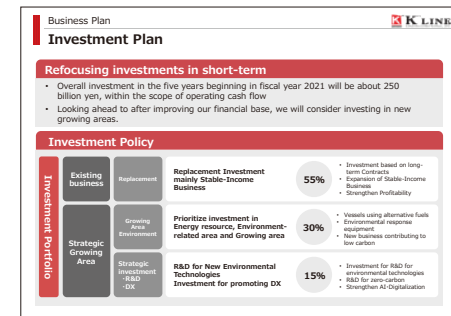 Business Plan
K LINE
Investment Plan
Refocusing investments in short-term
• Overall investment in the five years beginning in fiscal year 2021 will be about 250
billion yen, within the scope of operating cash flow
• Looking ahead to after improving our financial base, we will consider investing in new
growing areas.
Investment Policy
Investment Portfolio
Existing
business
Replacement
Replacement Investment
mainly Stable-Income
Business
55%
• Investment based on long-
term Contracts
• Expansion of Stable-Income
Business
• Strengthen Profitability
Strategic
Growing
Area
Growing
Area
Environment
Prioritize investment in
Energy resource, Environment-
related area and Growing area
30%
• Vessels using alternative fuels
• Environmental response
equipment
• New business contributing to
low carbon
Strategic
investment
-R&D
-DX
R&D for New Environmental
Technologies
Investment for promoting DX
15%
• Investment for R&D for
environmental technologies
• R&D for zero-carbon
• Strengthen AI-Digitalization